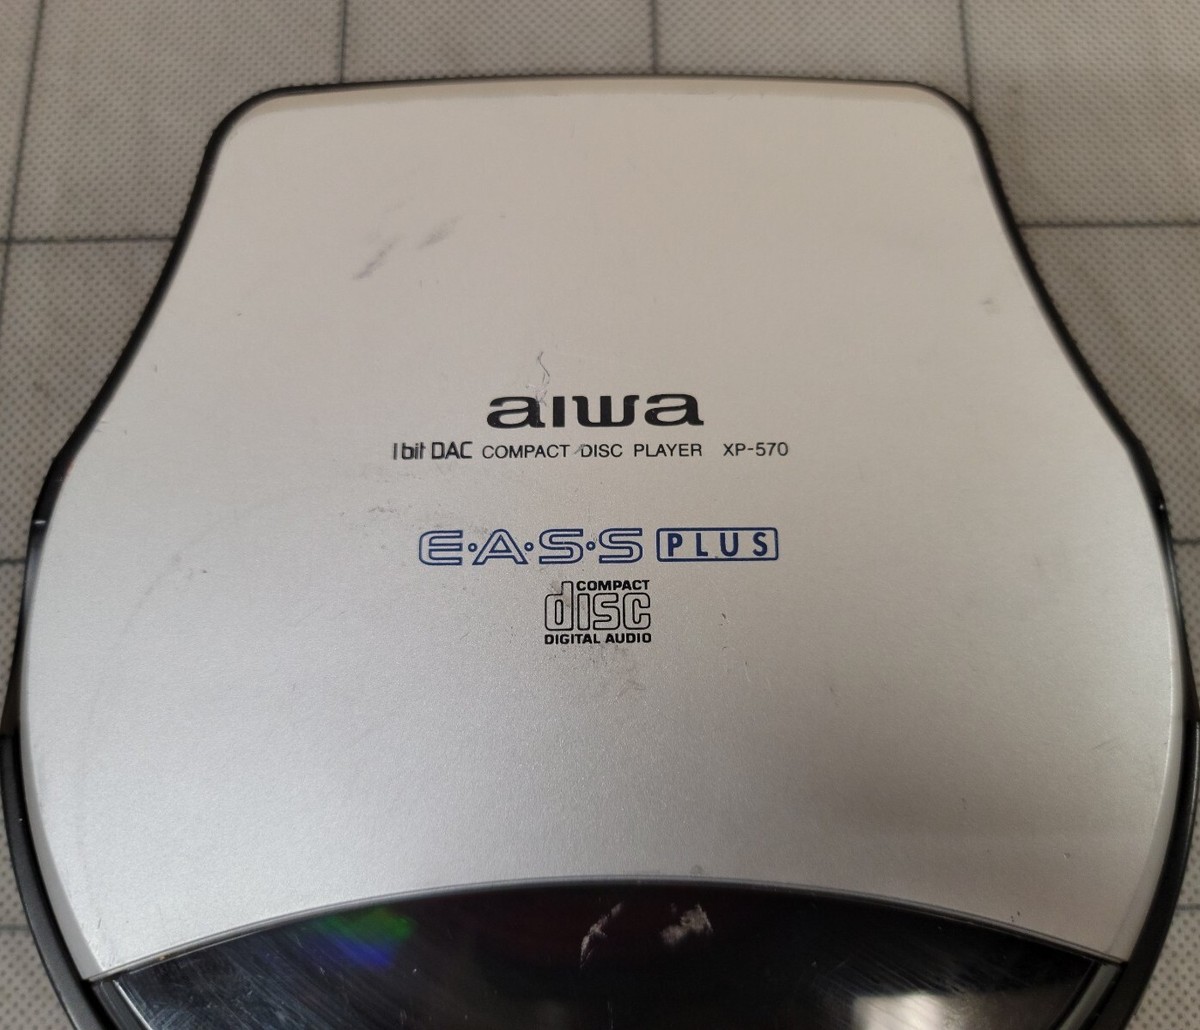 aiwa
1bit DAC COMPACT DISC PLAYER XP-570
E·A·S·S PLUS
COMPACT
disc
DIGITAL AUDIO